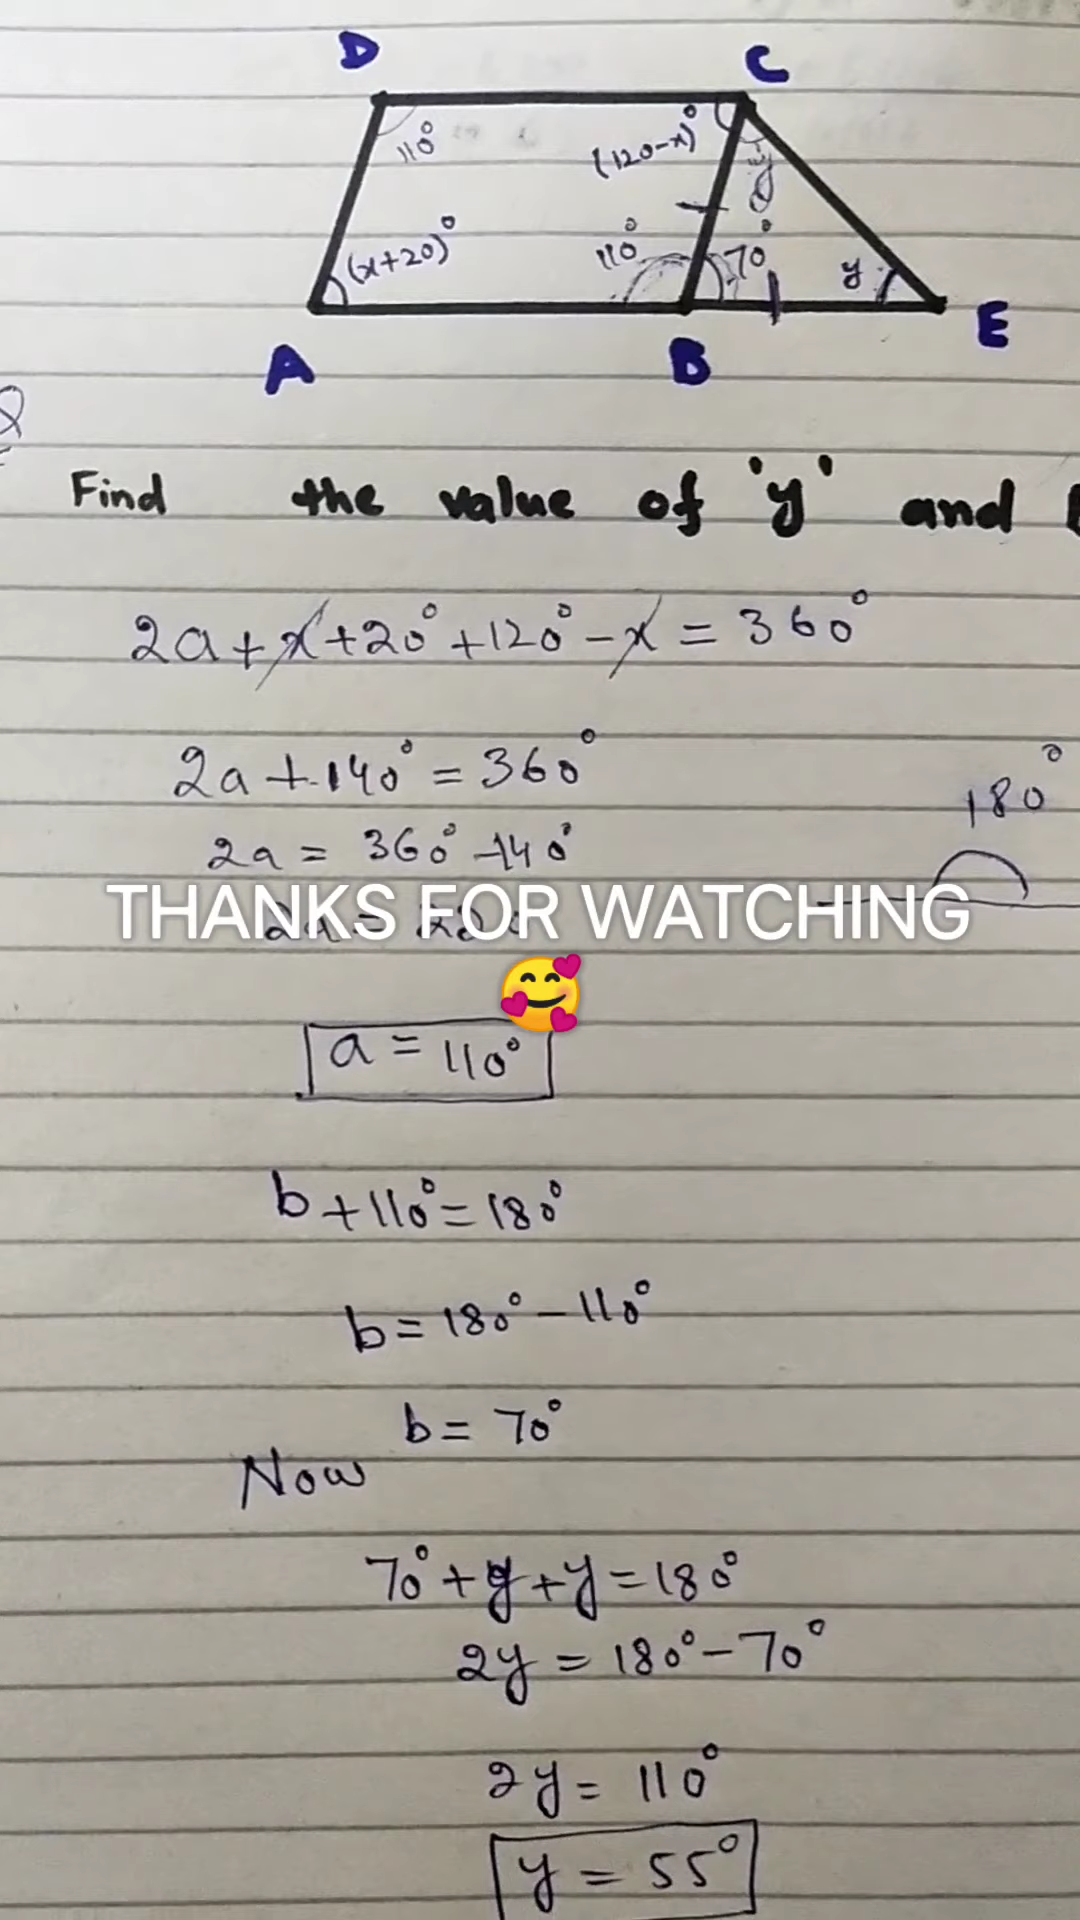 D C
110° (120-x)° y
(x+20)° 110° 70° y
A B E
Find the value of 'y' and
2a+x+20°+120°-x=360°
2a+140°=360°
180°
2a= 360°-140°
THANKS FOR WATCHING
2a=
🥰
a=110°
b+110°=180°
b=180°-110°
b=70°
Now
70°+y+y=180°
2y=180°-70°
2y=110°
y=55°